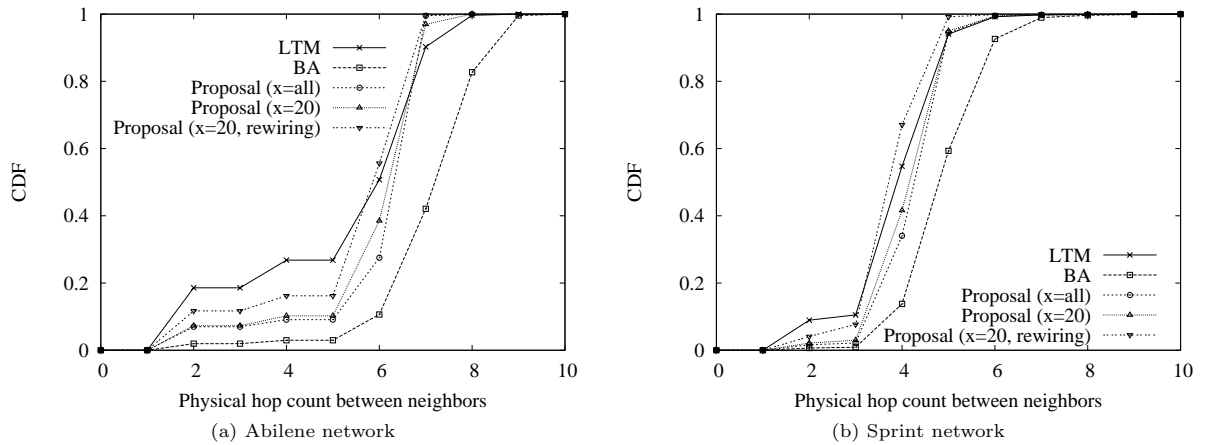 1
0.8
0.6
0.4
0.2
0
CDF
LTM
BA
Proposal (x=all)
Proposal (x=20)
Proposal (x=20, rewiring)
0 2 4 6 8 10
Physical hop count between neighbors
(a) Abilene network
1
0.8
0.6
0.4
0.2
0
CDF
LTM
BA
Proposal (x=all)
Proposal (x=20)
Proposal (x=20, rewiring)
0 2 4 6 8 10
Physical hop count between neighbors
(b) Sprint network